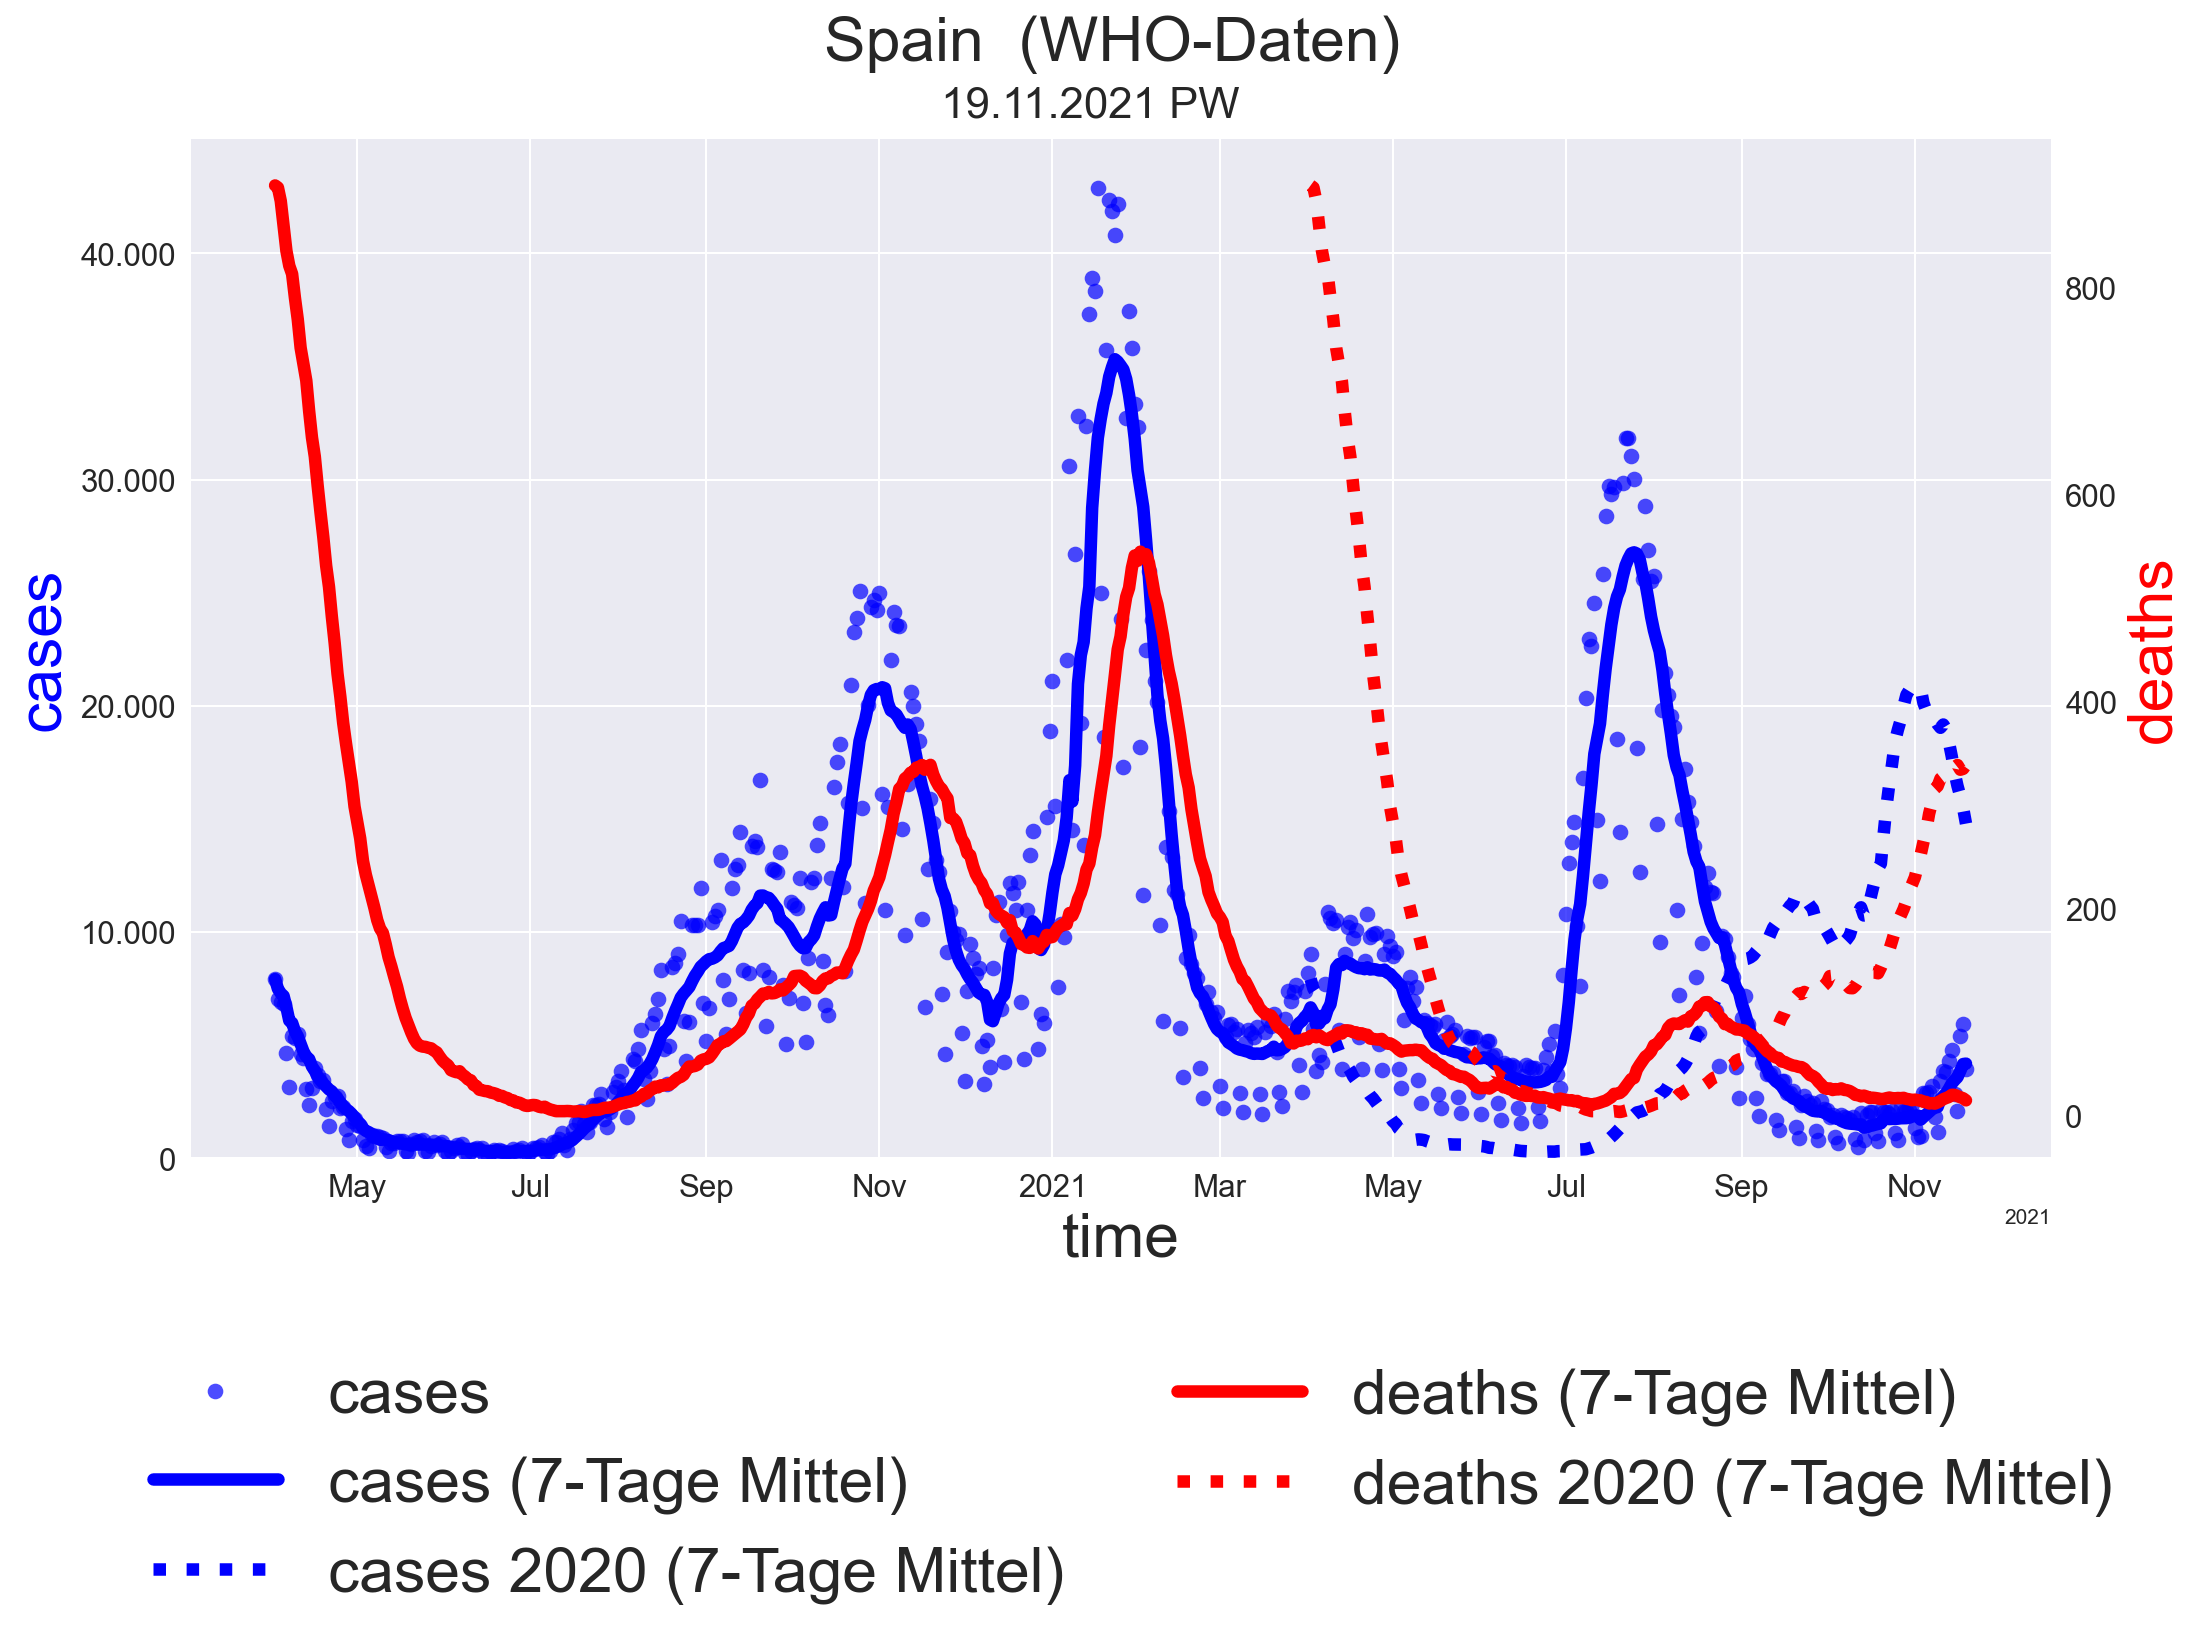 Spain  (WHO-Daten)
19.11.2021 PW
40.000
30.000
20.000
10.000
0
cases
800
600
400
200
0
deaths
May Jul Sep Nov 2021 Mar May Jul Sep Nov
2021
time
cases
cases (7-Tage Mittel)
cases 2020 (7-Tage Mittel)
deaths (7-Tage Mittel)
deaths 2020 (7-Tage Mittel)